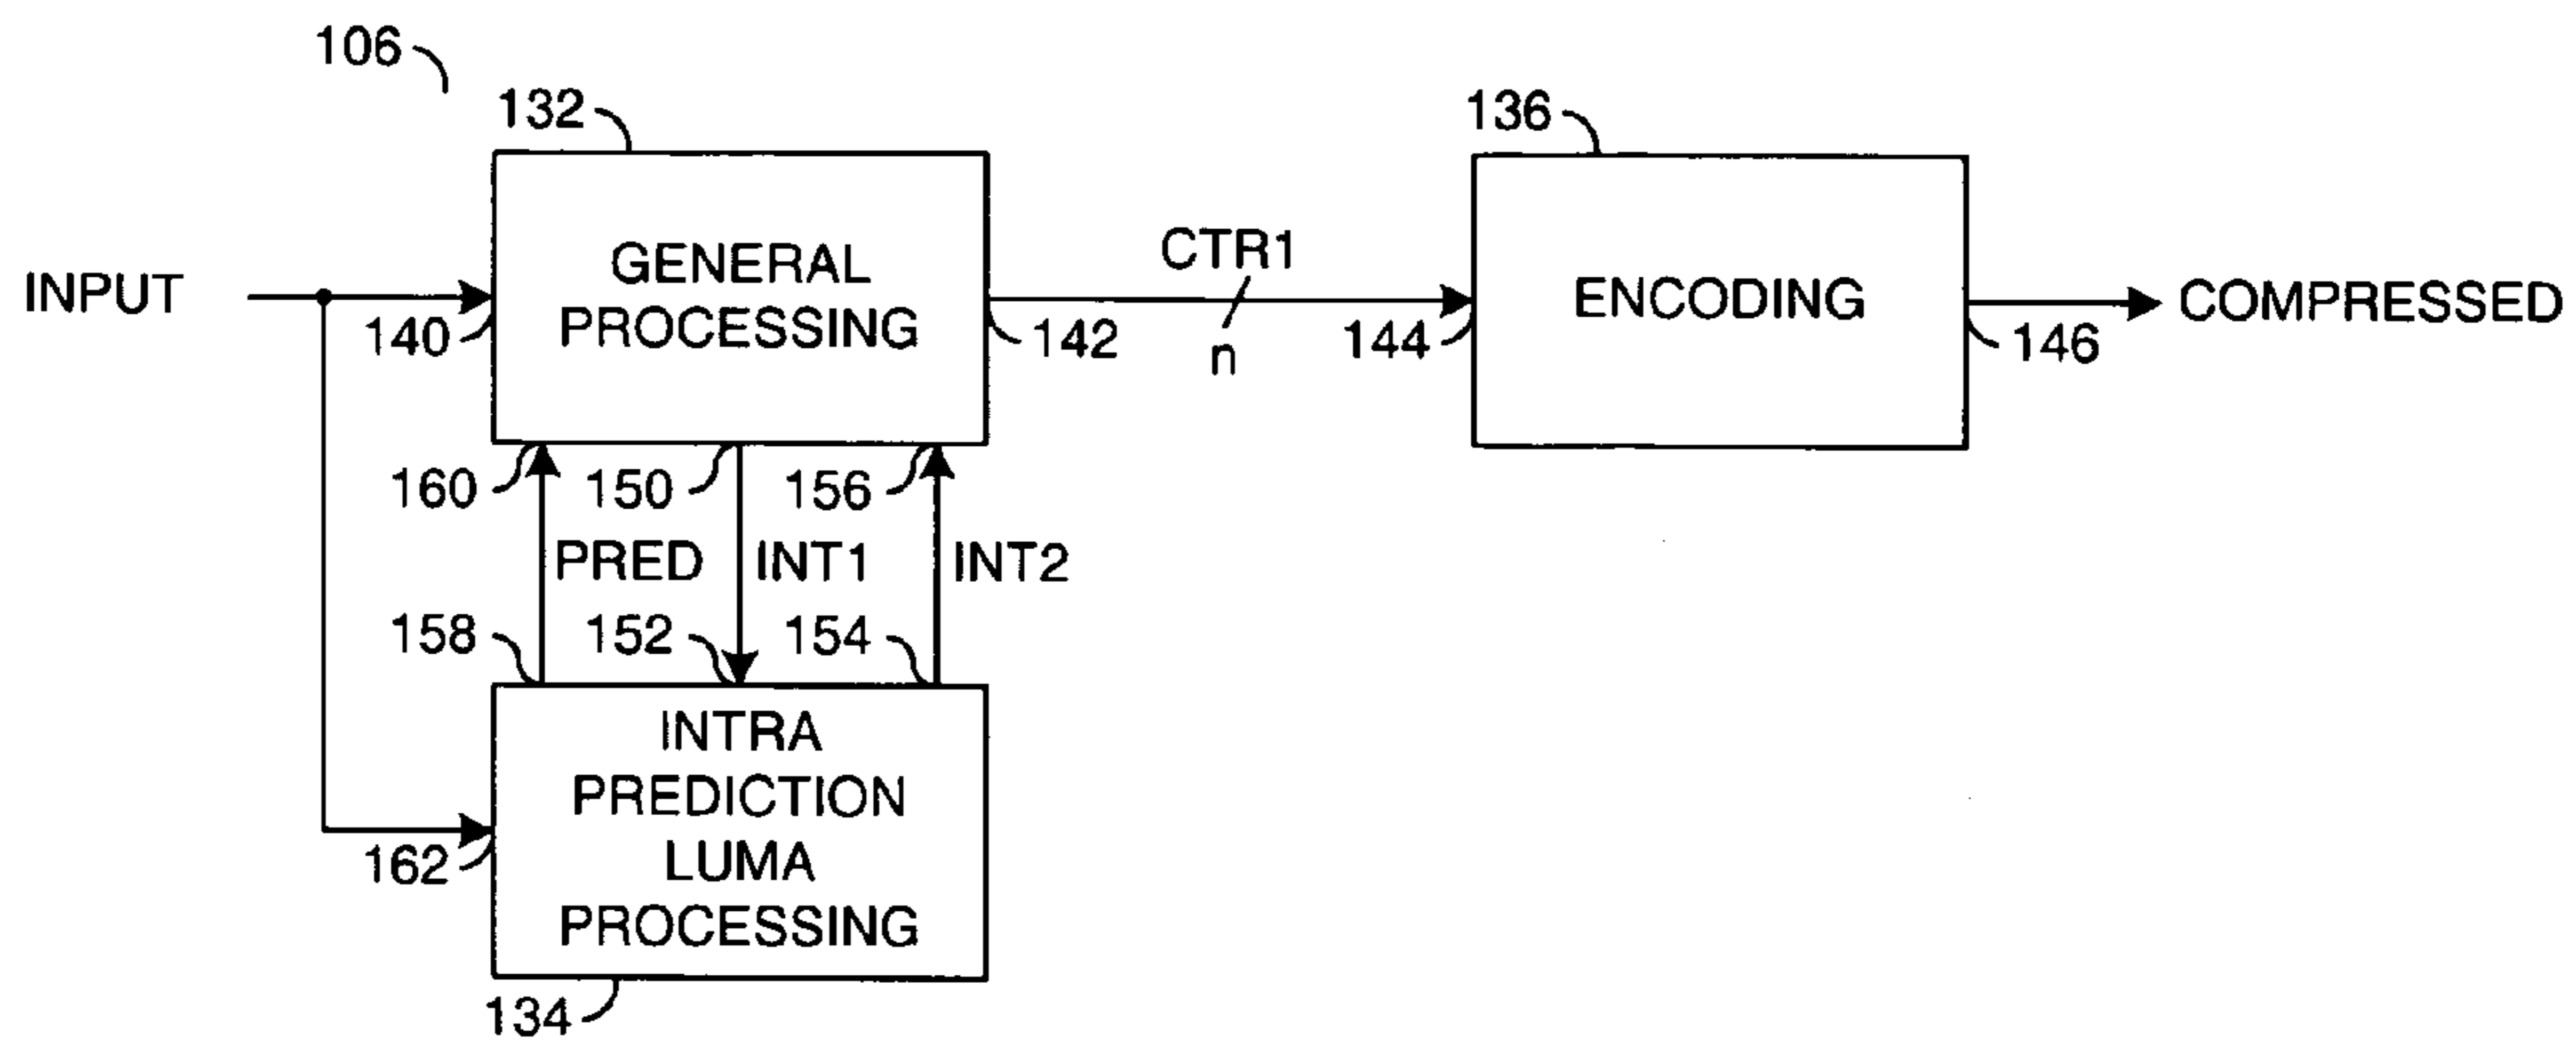 106
132
136
GENERAL
PROCESSING
CTR1
n
ENCODING
INPUT
COMPRESSED
140
142
144
146
160
150
156
PRED
INT1
INT2
158
152
154
INTRA
PREDICTION
LUMA
PROCESSING
162
134